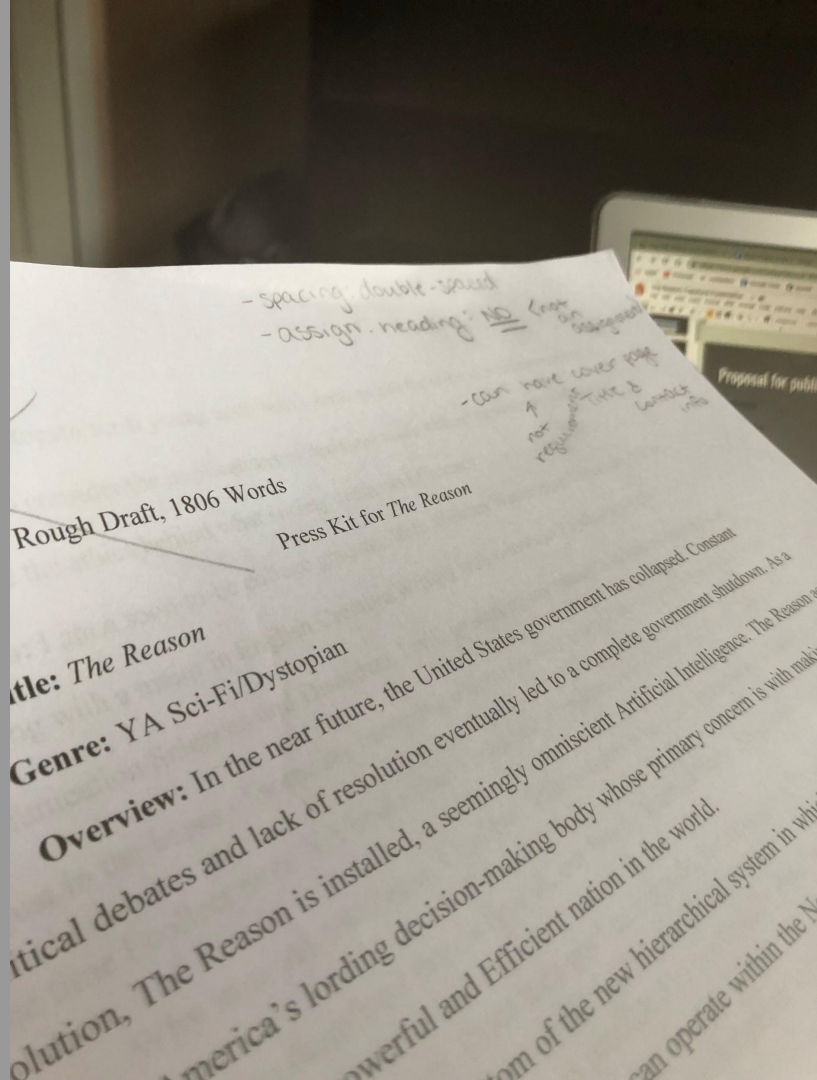 - spacing: double-spaced
- assign. heading: NO (not an assignment)
- can have cover page
↑ Title & contact info
not requirement
Rough Draft, 1806 Words
Press Kit for The Reason
itle: The Reason
Genre: YA Sci-Fi/Dystopian
Overview: In the near future, the United States government has collapsed. Constant
itical debates and lack of resolution eventually led to a complete government shutdown. As a
olution, The Reason is installed, a seemingly omniscient Artificial Intelligence. The Reason
merica's lording decision-making body whose primary concern is with maki
owerful and Efficient nation in the world.
tom of the new hierarchical system in whi
can operate within the N
Proposal for publi